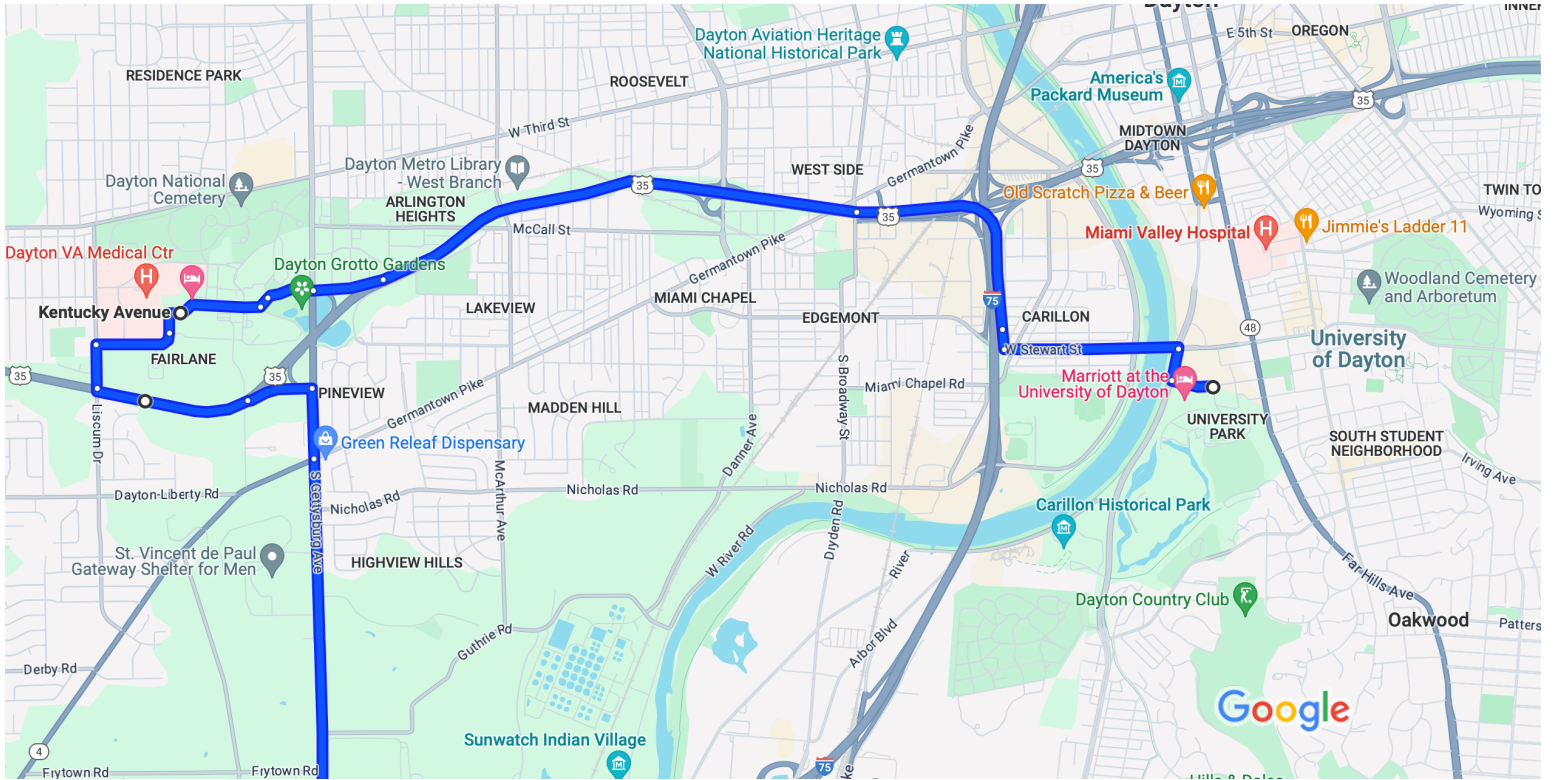 Dayton
INNER
E 5th St
OREGON
Dayton Aviation Heritage
National Historical Park
RESIDENCE PARK
ROOSEVELT
America's
Packard Museum
35
W Third St
MIDTOWN
DAYTON
Germantown Pike
Dayton Metro Library
- West Branch
WEST SIDE
35
Dayton National
Cemetery
35
Old Scratch Pizza & Beer
TWIN TO
ARLINGTON
HEIGHTS
35
Wyoming S
McCall St
Miami Valley Hospital
Jimmie's Ladder 11
Dayton VA Medical Ctr
Germantown Pike
Dayton Grotto Gardens
Woodland Cemetery
and Arboretum
MIAMI CHAPEL
75
Kentucky Avenue
LAKEVIEW
EDGEMONT
CARILLON
48
University
of Dayton
W Stewart St
FAIRLANE
35
35
Marriott at the
University of Dayton
S Broadway St
Miami Chapel Rd
PINEVIEW
Germantown Pike
MADDEN HILL
UNIVERSITY
PARK
Liscum Dr
Green Releaf Dispensary
SOUTH STUDENT
NEIGHBORHOOD
Danner Ave
Irving Ave
McArthur Ave
Dayton-Liberty Rd
S Gettysburg Ave
Nicholas Rd
Nicholas Rd
Nicholas Rd
Carillon Historical Park
Dryden Rd
W River Rd
St. Vincent de Paul
Gateway Shelter for Men
HIGHVIEW HILLS
River
Far Hills Ave
Dayton Country Club
Oakwood
Patters
Guthrie Rd
Arbor Blvd
Derby Rd
Google
4
Sunwatch Indian Village
75
Frytown Rd
Frytown Rd
Hills & Dales